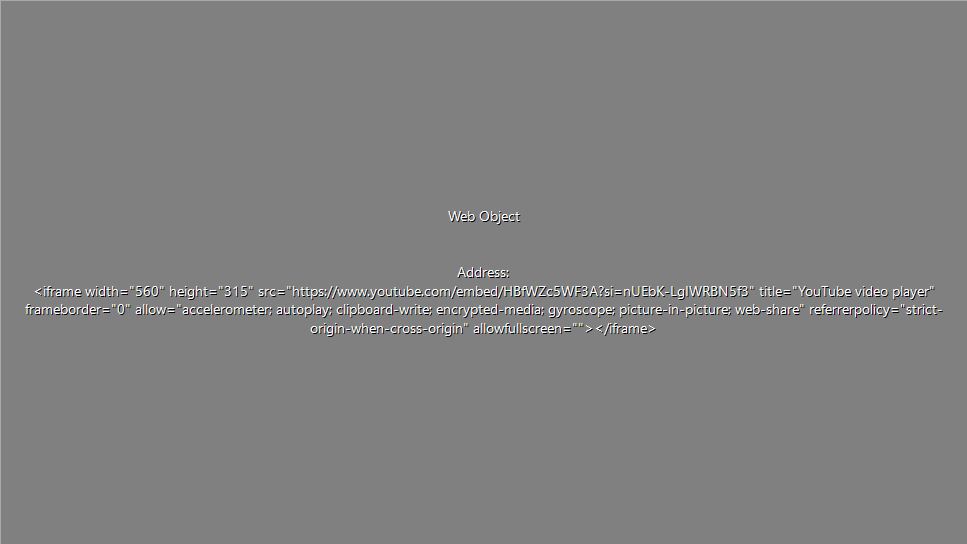 Web Object
Address:
<iframe width="560" height="315" src="https://www.youtube.com/embed/HBfWZc5WF3A?si=nUEbK-LgIWRBN5f3" title="YouTube video player"
frameborder="0" allow="accelerometer; autoplay; clipboard-write; encrypted-media; gyroscope; picture-in-picture; web-share" referrerpolicy="strict-
origin-when-cross-origin" allowfullscreen=""></iframe>